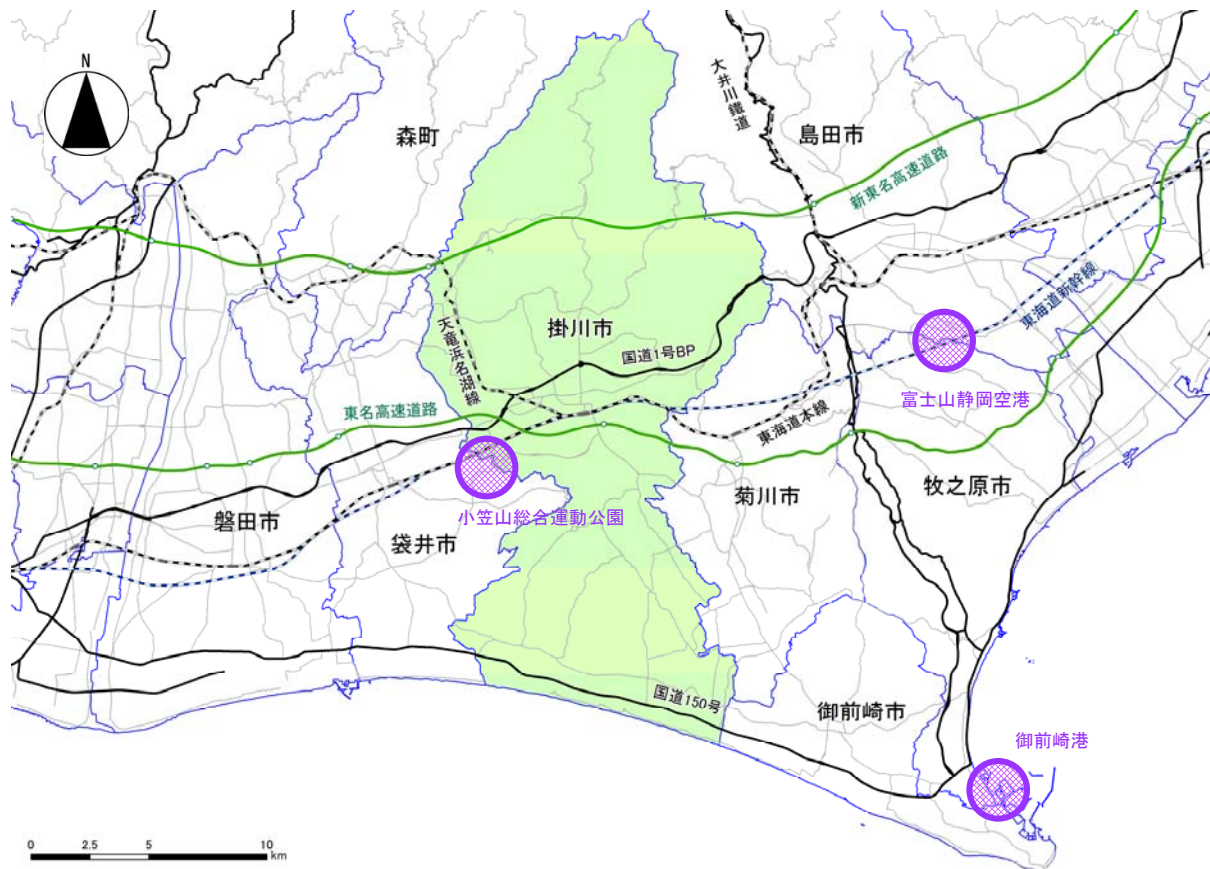 N
大井川鐵道
森町
島田市
新東名高速道路
東海道新幹線
掛川市
天竜浜名湖線
国道1号BP
富士山静岡空港
東名高速道路
東海道本線
菊川市
牧之原市
小笠山総合運動公園
磐田市
袋井市
国道150号
御前崎市
御前崎港
0 2.5 5 10
km